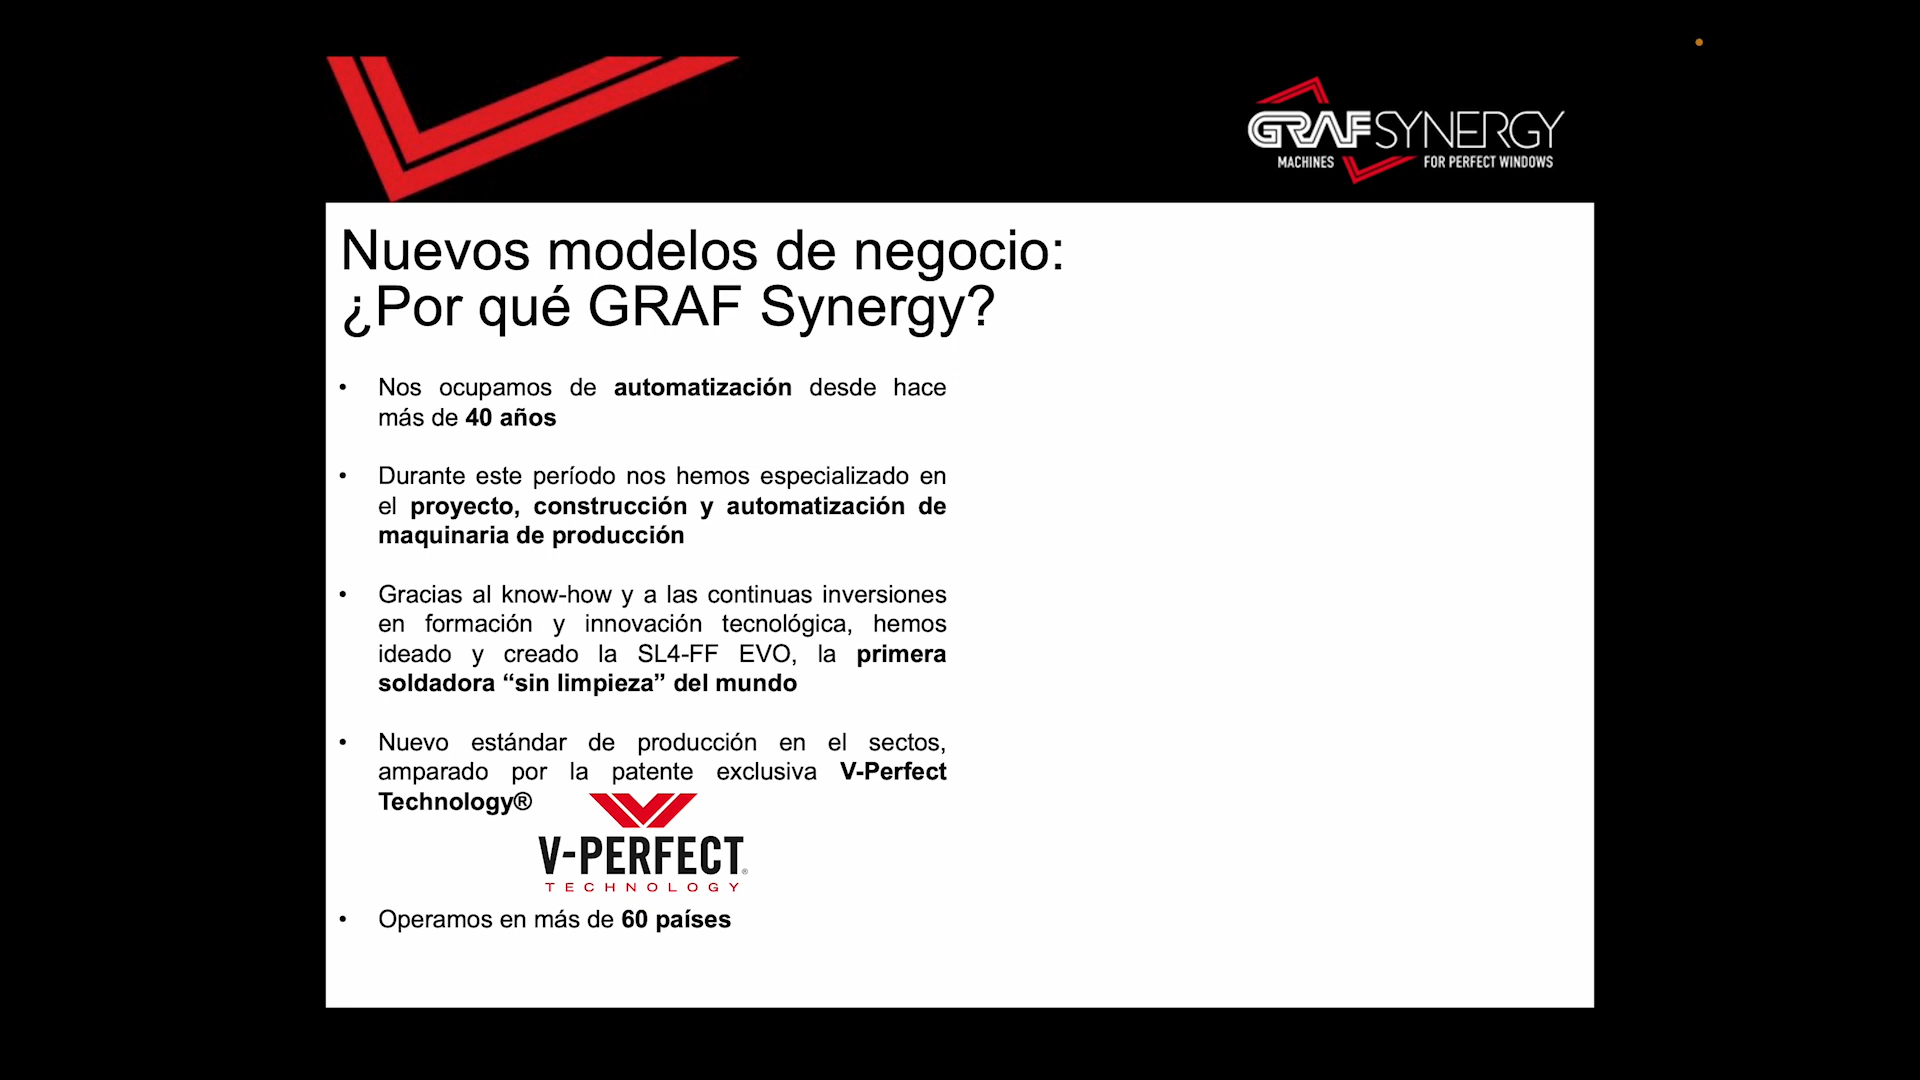 GRAFSYNERGY
MACHINES FOR PERFECT WINDOWS
Nuevos modelos de negocio:
¿Por qué GRAF Synergy?
• Nos ocupamos de automatización desde hace
más de 40 años
• Durante este período nos hemos especializado en
el proyecto, construcción y automatización de
maquinaria de producción
• Gracias al know-how y a las continuas inversiones
en formación y innovación tecnológica, hemos
ideado y creado la SL4-FF EVO, la primera
soldadora “sin limpieza” del mundo
• Nuevo estándar de producción en el sectos,
amparado por la patente exclusiva V-Perfect
Technology®
V-PERFECT®
TECHNOLOGY
• Operamos en más de 60 países